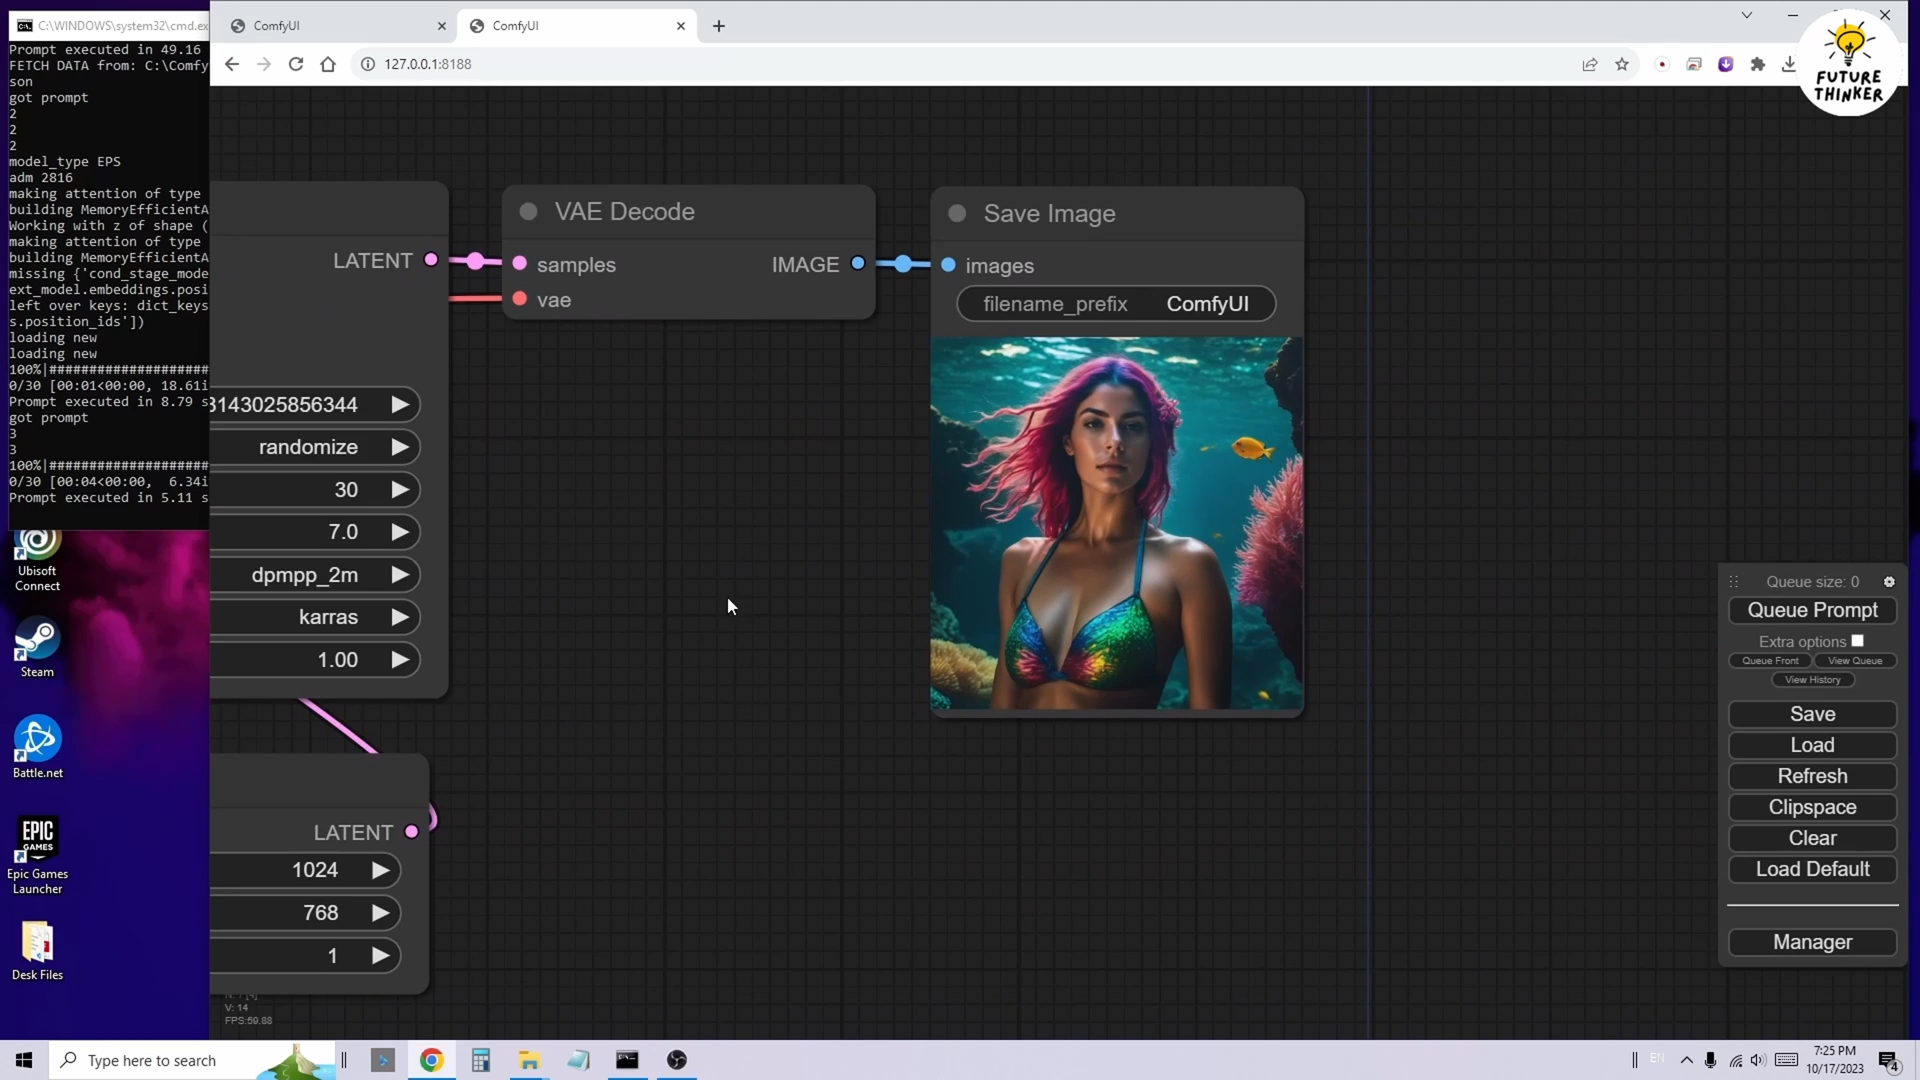 C:\WINDOWS\system32\cmd.ex
Prompt executed in 49.16
FETCH DATA from: C:\Comfy
son
got prompt
2
2
2
model_type EPS
adm 2816
making attention of type
building MemoryEfficientA
Working with z of shape (
making attention of type
building MemoryEfficientA
missing {'cond_stage_mode
ext_model.embeddings.posi
left over keys: dict_keys
s.position_ids'])
loading new
loading new
100%|####################
0/30 [00:01<00:00, 18.61i
Prompt executed in 8.79 s
got prompt
3
3
100%|####################
0/30 [00:04<00:00,  6.34i
Prompt executed in 5.11 s
Ubisoft
Connect
Steam
Battle.net
EPIC
GAMES
Epic Games
Launcher
Desk Files
ComfyUI
ComfyUI
127.0.0.1:8188
FUTURE
THINKER
LATENT
3143025856344
randomize
30
7.0
dpmpp_2m
karras
1.00
LATENT
1024
768
1
V: 14
FPS:59.88
VAE Decode
samples
IMAGE
vae
Save Image
images
filename_prefix ComfyUI
Queue size: 0
Queue Prompt
Extra options
Queue Front
View Queue
View History
Save
Load
Refresh
Clipspace
Clear
Load Default
Manager
Type here to search
EN
7:25 PM
10/17/2023
4